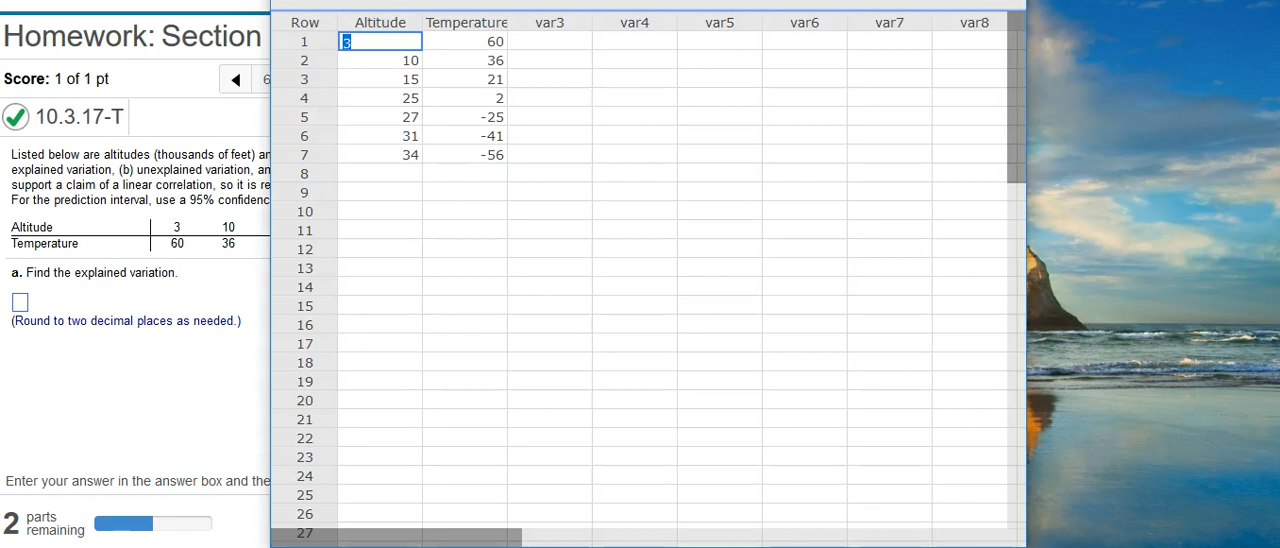 Homework: Section
Score: 1 of 1 pt
6
10.3.17-T
Listed below are altitudes (thousands of feet) an
explained variation, (b) unexplained variation, an
support a claim of a linear correlation, so it is re
For the prediction interval, use a 95% confidenc
Altitude 3 10
Temperature 60 36
a. Find the explained variation.
(Round to two decimal places as needed.)
Enter your answer in the answer box and the
2 parts remaining
Row Altitude Temperature var3 var4 var5 var6 var7 var8
1 3 60
2 10 36
3 15 21
4 25 2
5 27 -25
6 31 -41
7 34 -56
8
9
10
11
12
13
14
15
16
17
18
19
20
21
22
23
24
25
26
27